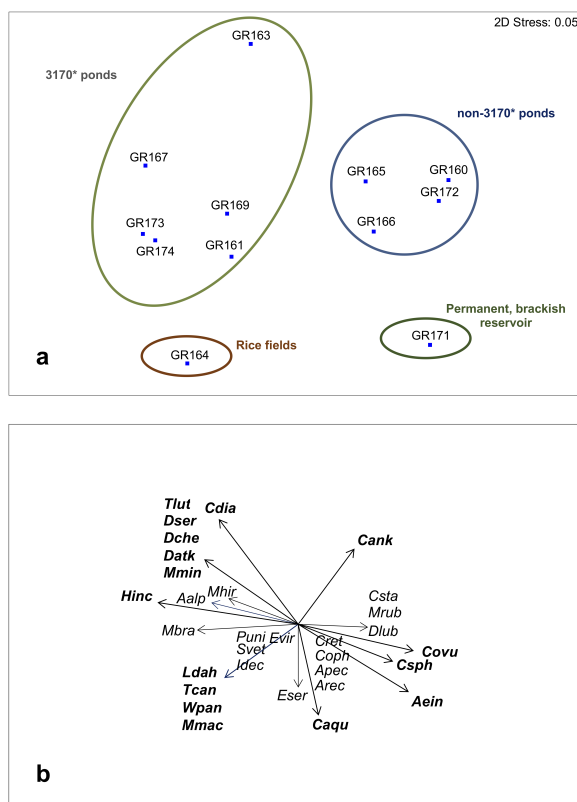 2D Stress: 0.05
GR163
3170* ponds
non-3170* ponds
GR167
GR165
GR160
GR172
GR169
GR173
GR166
GR174
GR161
Permanent, brackish
reservoir
Rice fields
GR171
GR164
a
Tlut
Cdia
Dser
Dche
Cank
Datk
Mmin
Mhir
Csta
Hinc
Aalp
Mrub
Mbra
Dlub
Puni
Evir
Cret
Svet
Coph
Covu
Idec
Apec
Csph
Ldah
Arec
Tcan
Eser
Aein
Wpan
Caqu
Mmac
b